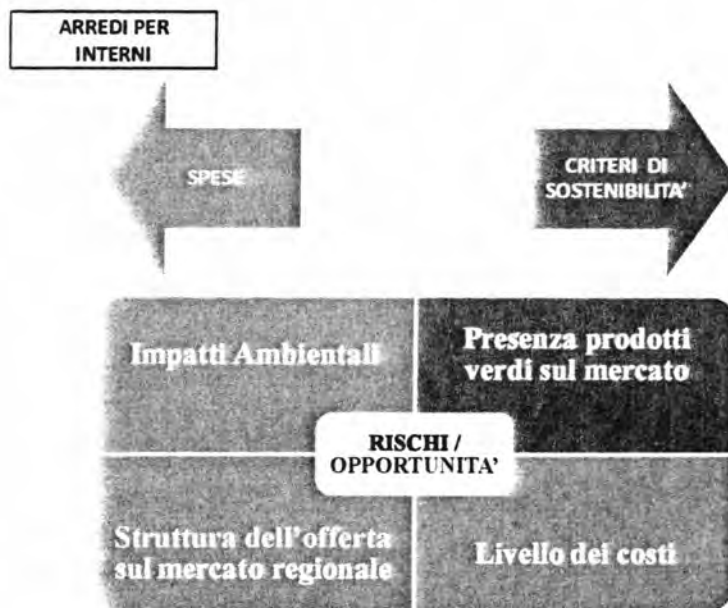 ARREDI PER
INTERNI
SPESE
CRITERI DI
SOSTENIBILITA'
Impatti Ambientali
Presenza prodotti
verdi sul mercato
RISCHI /
OPPORTUNITA'
Struttura dell'offerta
sul mercato regionale
Livello dei costi